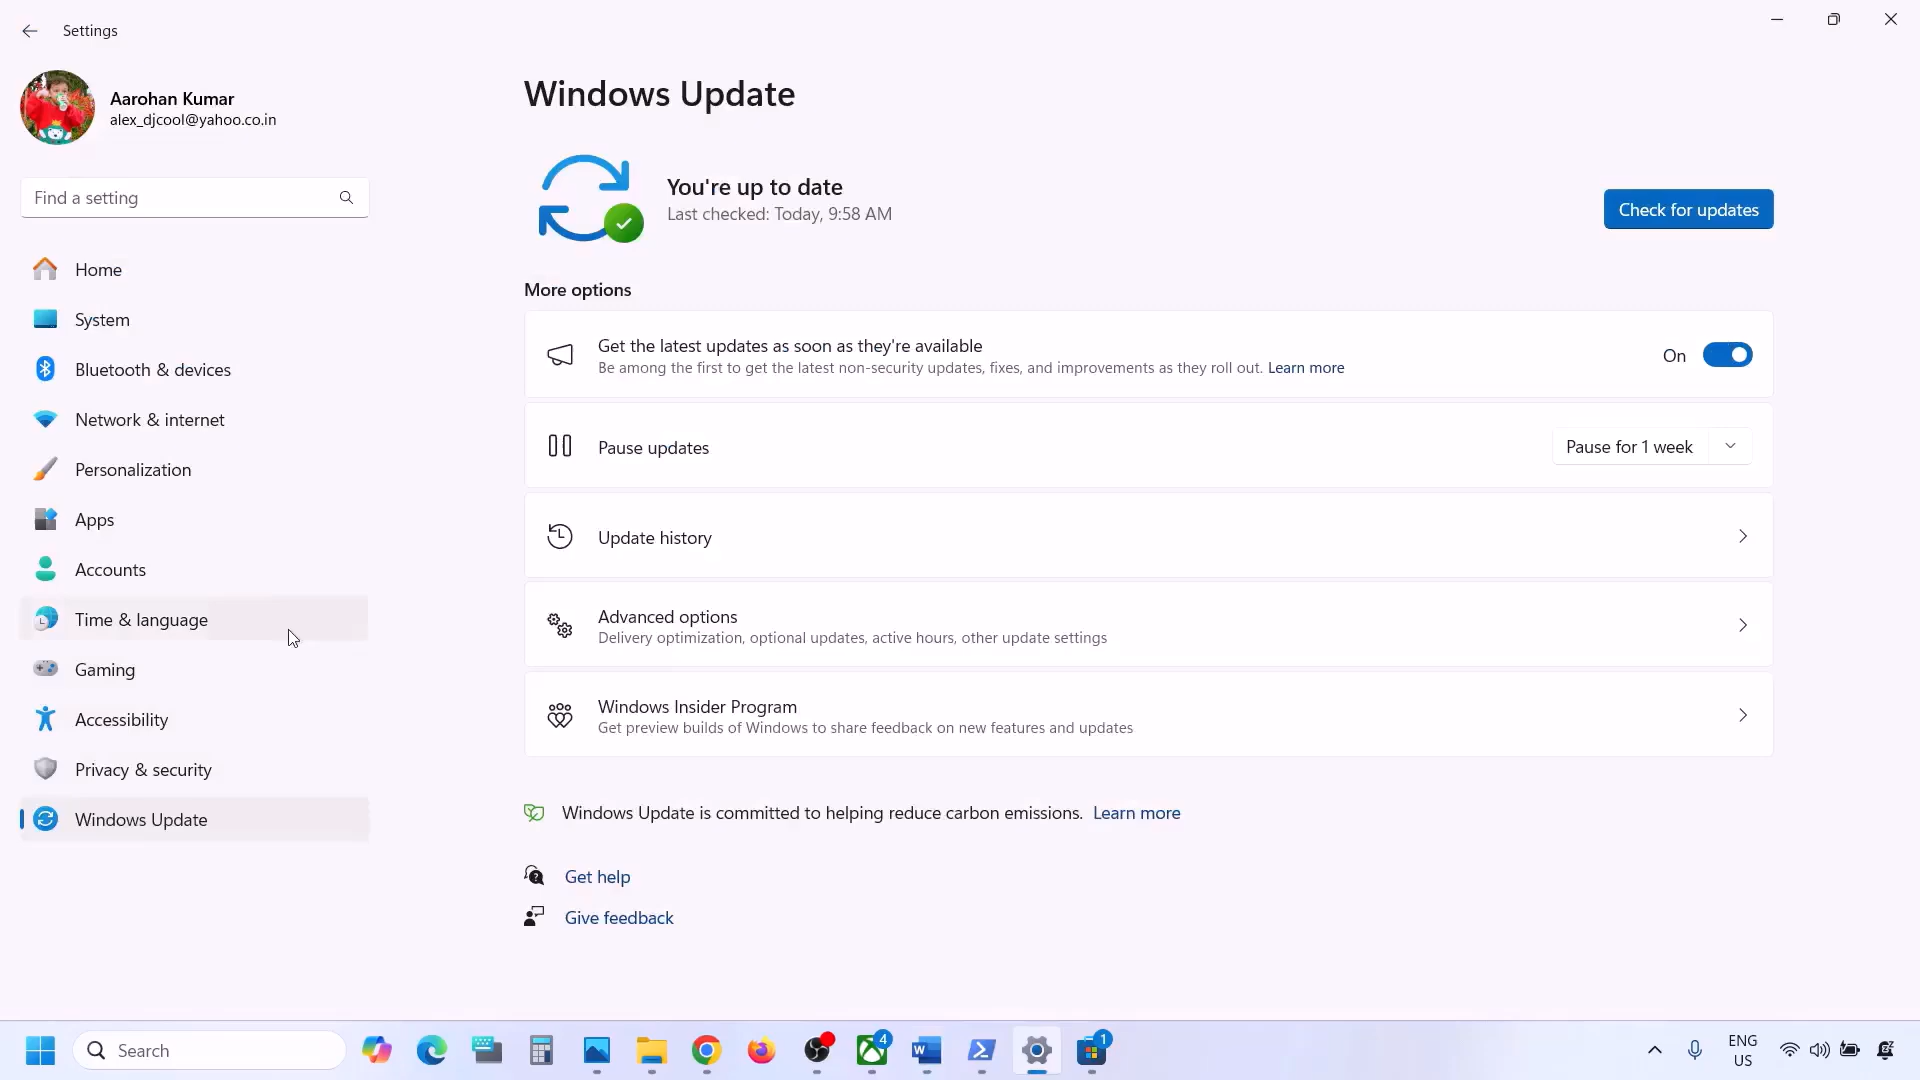 Settings
Aarohan Kumar
alex_djcool@yahoo.co.in
Find a setting
Home
System
Bluetooth & devices
Network & internet
Personalization
Apps
Accounts
Time & language
Gaming
Accessibility
Privacy & security
Windows Update
Windows Update
You're up to date
Last checked: Today, 9:58 AM
Check for updates
More options
Get the latest updates as soon as they're available
Be among the first to get the latest non-security updates, fixes, and improvements as they roll out. Learn more
On
Pause updates
Pause for 1 week
Update history
Advanced options
Delivery optimization, optional updates, active hours, other update settings
Windows Insider Program
Get preview builds of Windows to share feedback on new features and updates
Windows Update is committed to helping reduce carbon emissions. Learn more
Get help
Give feedback
Search
4
1
ENG
US